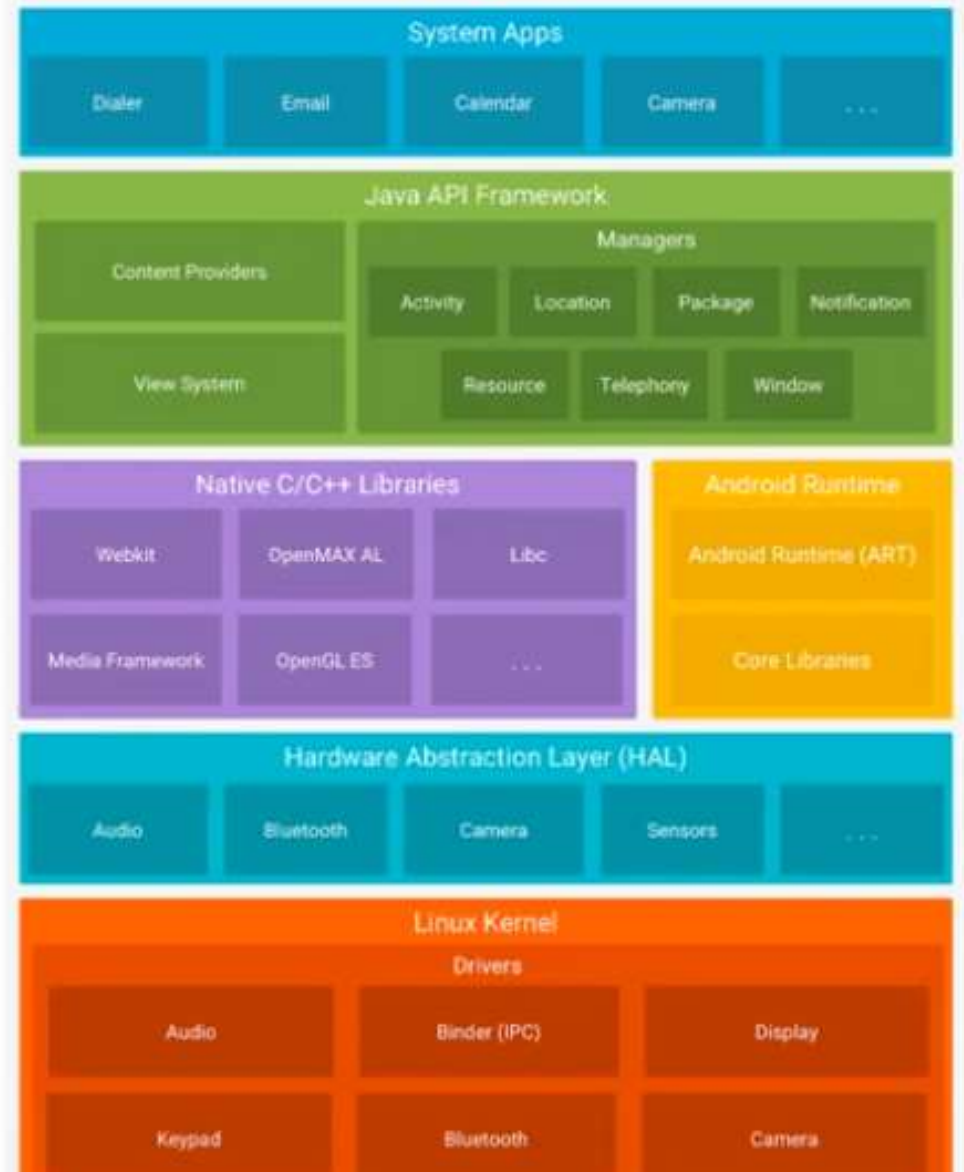 System Apps
Dialer Email Calendar Camera ...
Java API Framework
Content Providers
View System
Managers
Activity Location Package Notification
Resource Telephony Window
Native C/C++ Libraries
Webkit OpenMAX AL Libc
Media Framework OpenGL ES ...
Android Runtime
Android Runtime (ART)
Core Libraries
Hardware Abstraction Layer (HAL)
Audio Bluetooth Camera Sensors ...
Linux Kernel
Drivers
Audio Binder (IPC) Display
Keypad Bluetooth Camera